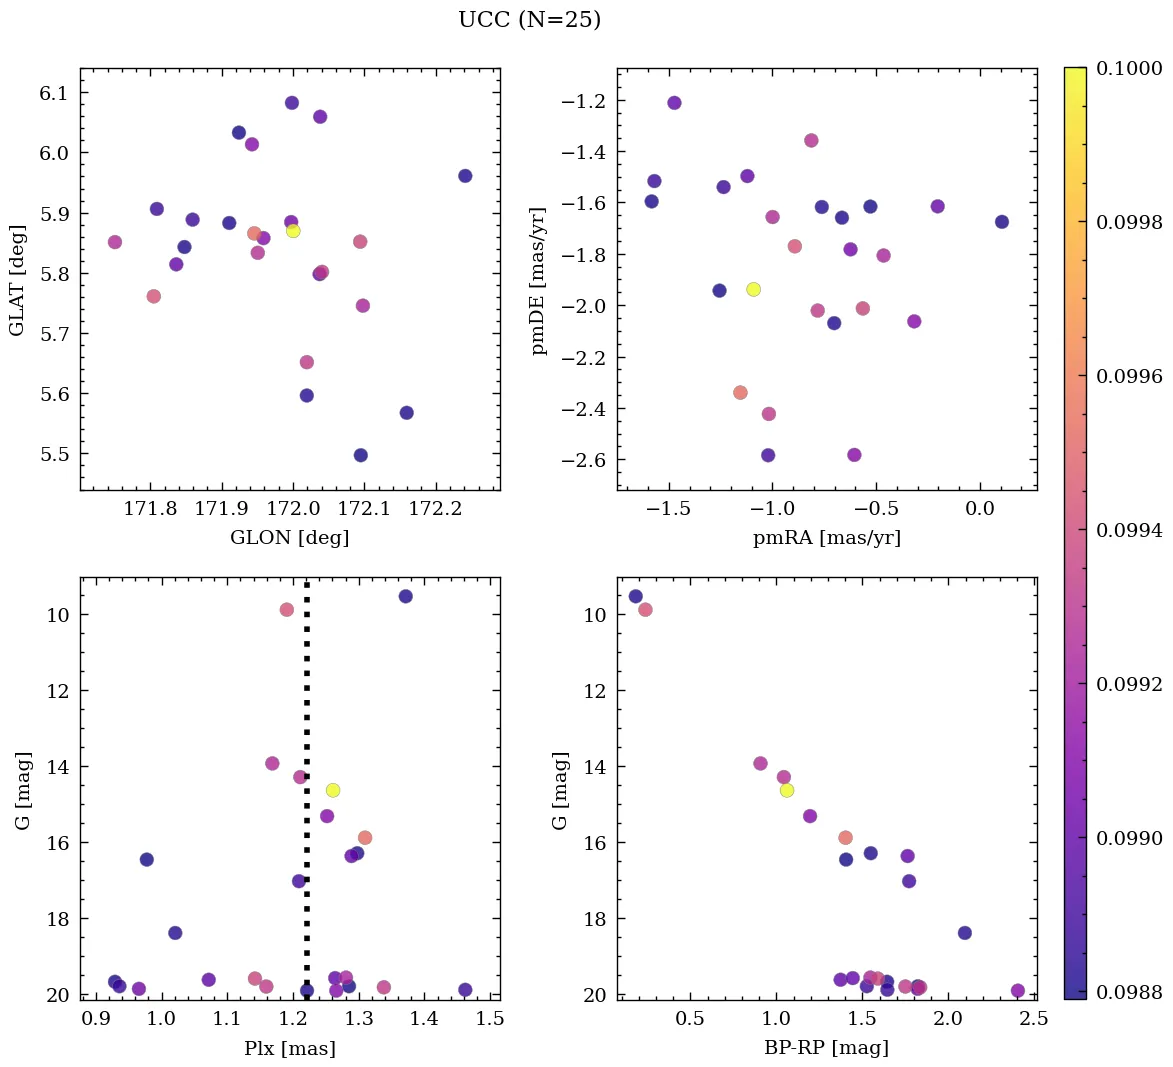 UCC (N=25)
6.1
6.0
5.9
5.8
5.7
5.6
5.5
GLAT [deg]
171.8 171.9 172.0 172.1 172.2
GLON [deg]
−1.2
−1.4
−1.6
−1.8
−2.0
−2.2
−2.4
−2.6
pmDE [mas/yr]
−1.5 −1.0 −0.5 0.0
pmRA [mas/yr]
10
12
14
16
18
20
G [mag]
0.9 1.0 1.1 1.2 1.3 1.4 1.5
Plx [mas]
10
12
14
16
18
20
G [mag]
0.5 1.0 1.5 2.0 2.5
BP-RP [mag]
0.1000
0.0998
0.0996
0.0994
0.0992
0.0990
0.0988